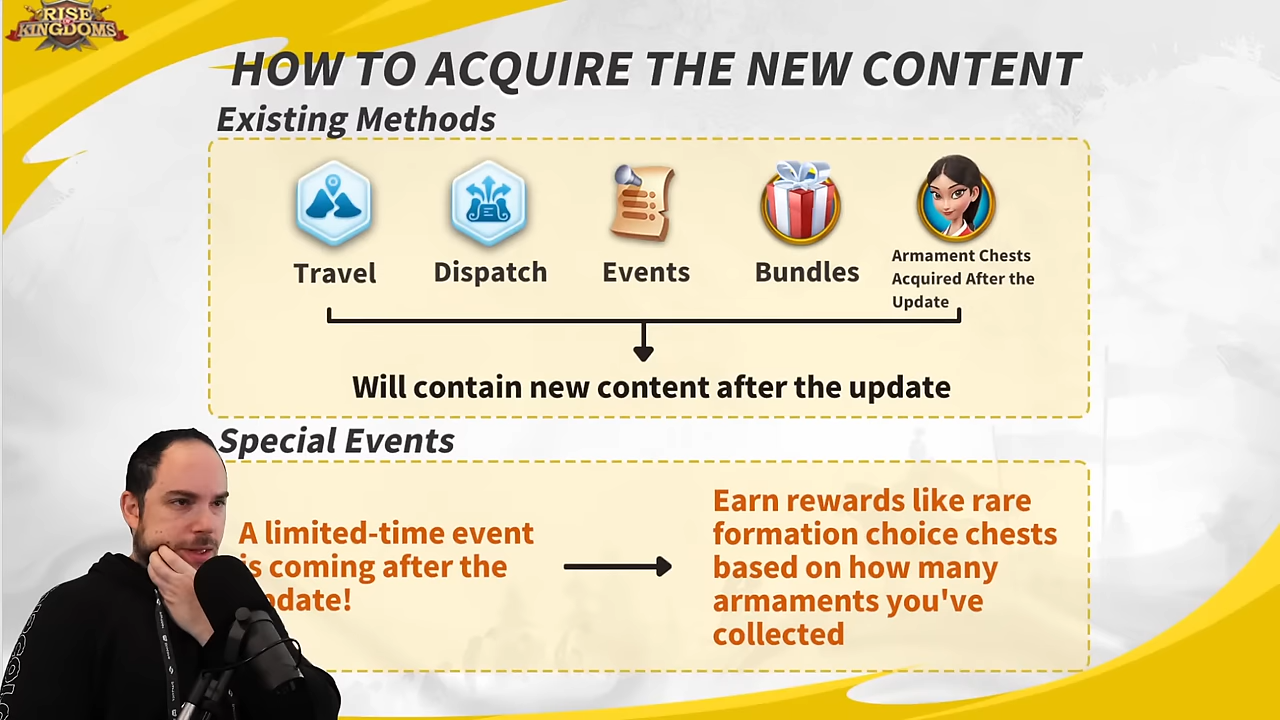 RISE
OF
KINGDOMS
HOW TO ACQUIRE THE NEW CONTENT
Existing Methods
Travel
Dispatch
Events
Bundles
Armament Chests
Acquired After the
Update
Will contain new content after the update
Special Events
A limited-time event
is coming after the
update!
Earn rewards like rare
formation choice chests
based on how many
armaments you've
collected